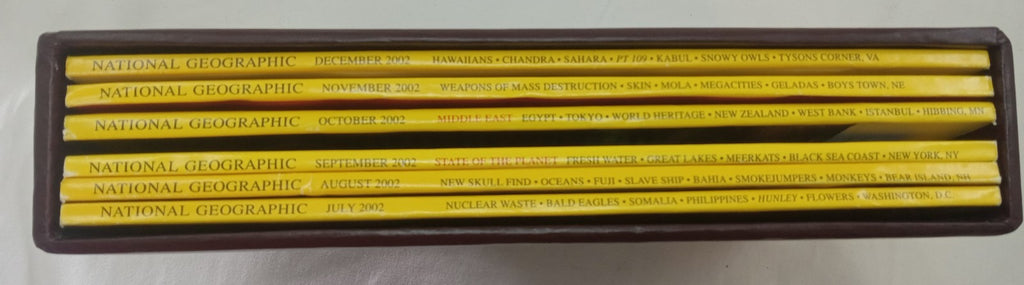 NATIONAL GEOGRAPHIC DECEMBER 2002 HAWAIIANS • CHANDRA • SAHARA • PT 109 • KABUL • SNOWY OWLS • TYSONS CORNER, VA
NATIONAL GEOGRAPHIC NOVEMBER 2002 WEAPONS OF MASS DESTRUCTION • SKIN • MOLA • MEGACITIES • GELADAS • BOYS TOWN, NE
NATIONAL GEOGRAPHIC OCTOBER 2002 MIDDLE EAST EGYPT • TOKYO • WORLD HERITAGE • NEW ZEALAND • WEST BANK • ISTANBUL • HIBBING, MN
NATIONAL GEOGRAPHIC SEPTEMBER 2002 STATE OF THE PLANET FRESH WATER • GREAT LAKES • MEERKATS • BLACK SEA COAST • NEW YORK, NY
NATIONAL GEOGRAPHIC AUGUST 2002 NEW SKULL FIND • OCEANS • FUJI • SLAVE SHIP • BAHIA • SMOKEJUMPERS • MONKEYS • BEAR ISLAND, NH
NATIONAL GEOGRAPHIC JULY 2002 NUCLEAR WASTE • BALD EAGLES • SOMALIA • PHILIPPINES • HUNLEY • FLOWERS • WASHINGTON, D.C.